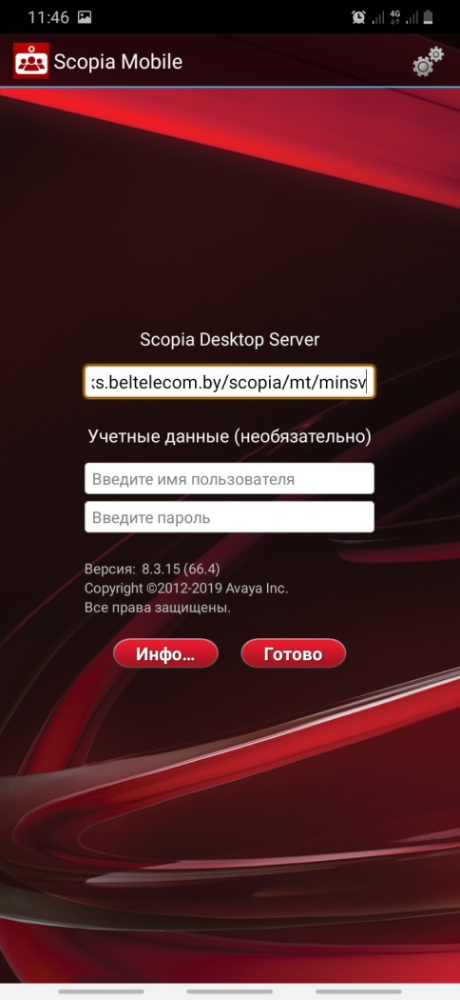 11:46
4G
Scopia Mobile
Scopia Desktop Server
s.beltelecom.by/scopia/mt/minsv
Учетные данные (необязательно)
Введите имя пользователя
Введите пароль
Версия: 8.3.15 (66.4)
Copyright ©2012-2019 Avaya Inc.
Все права защищены.
Инфо... Готово